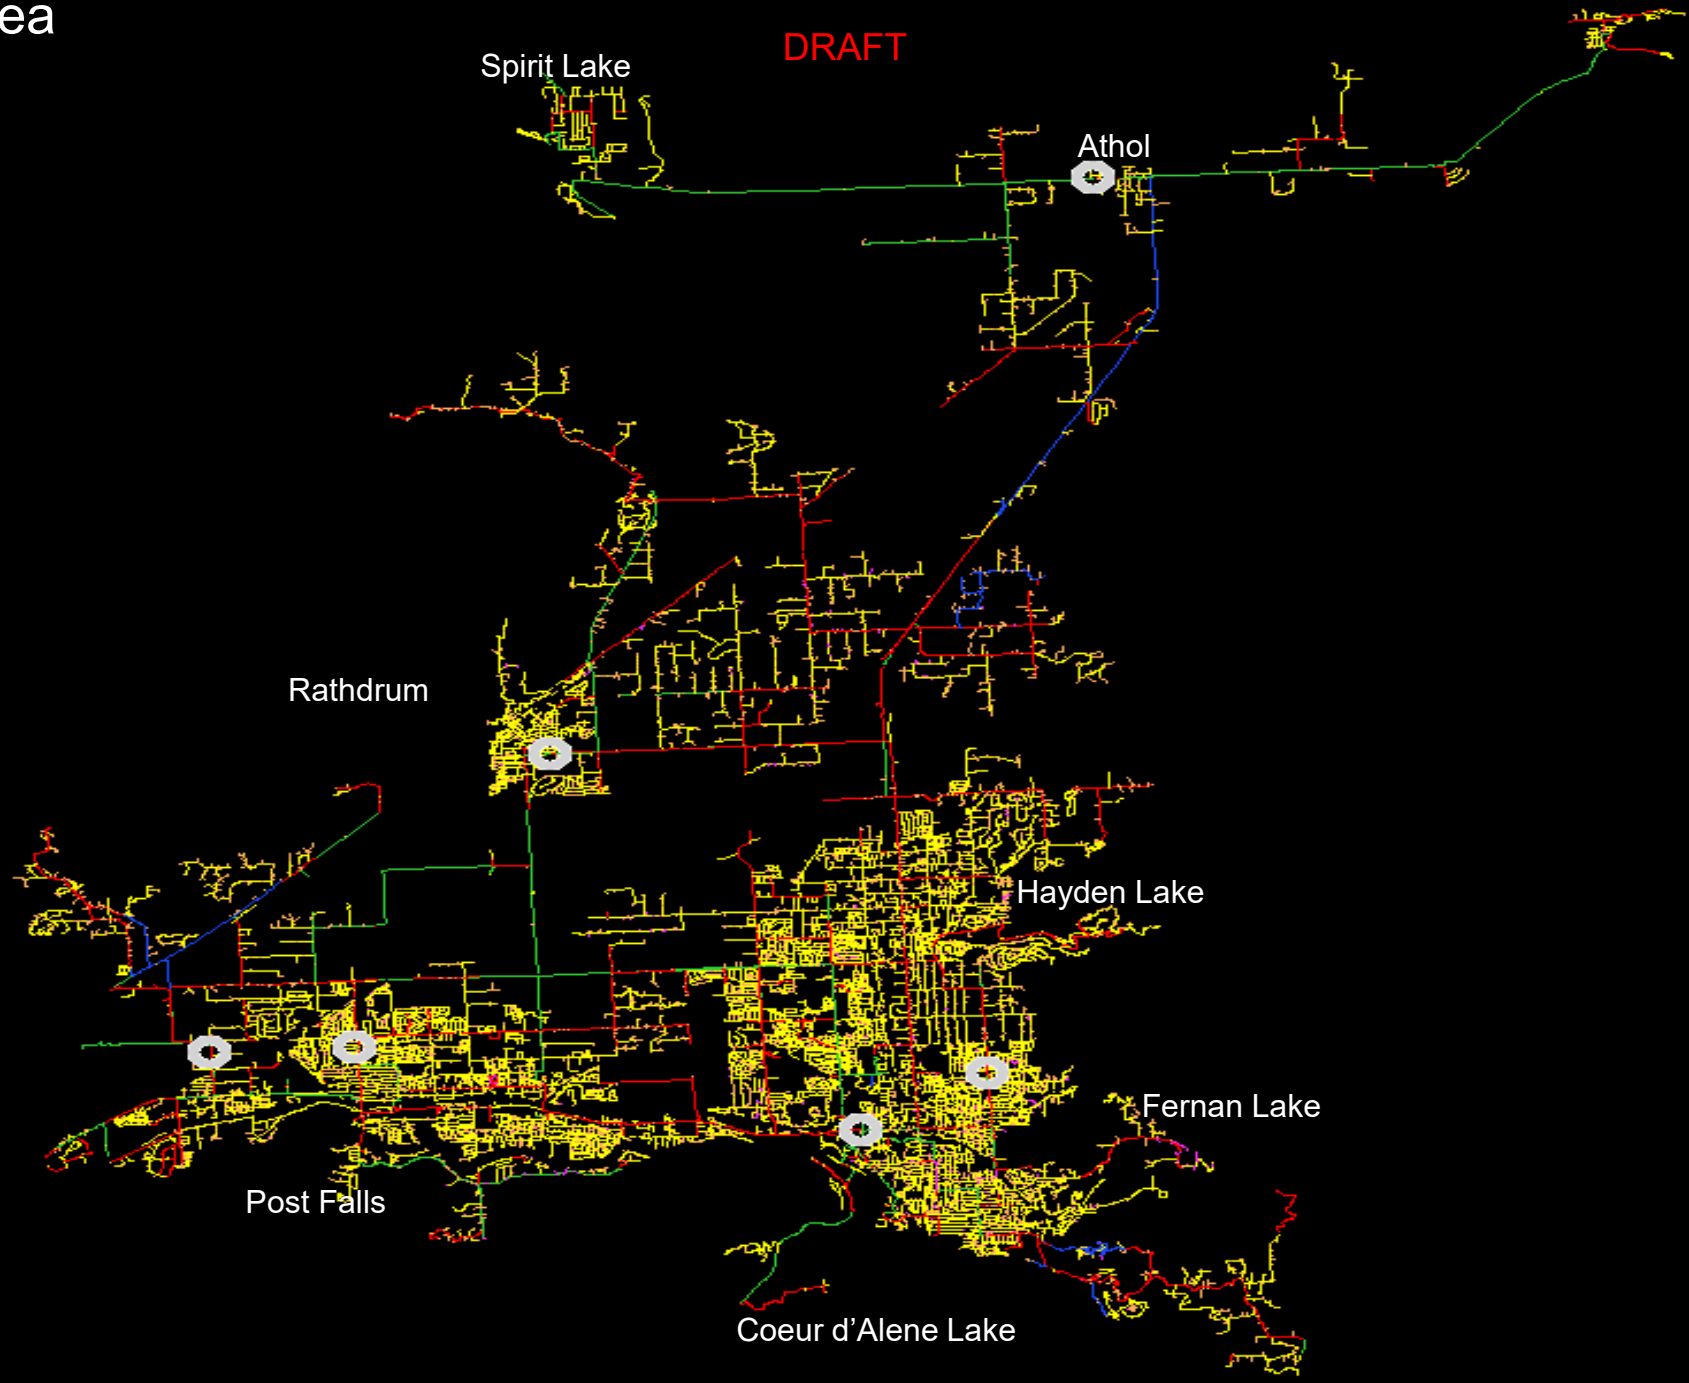 ea
DRAFT
Spirit Lake
Athol
Rathdrum
Hayden Lake
Fernan Lake
Post Falls
Coeur d’Alene Lake